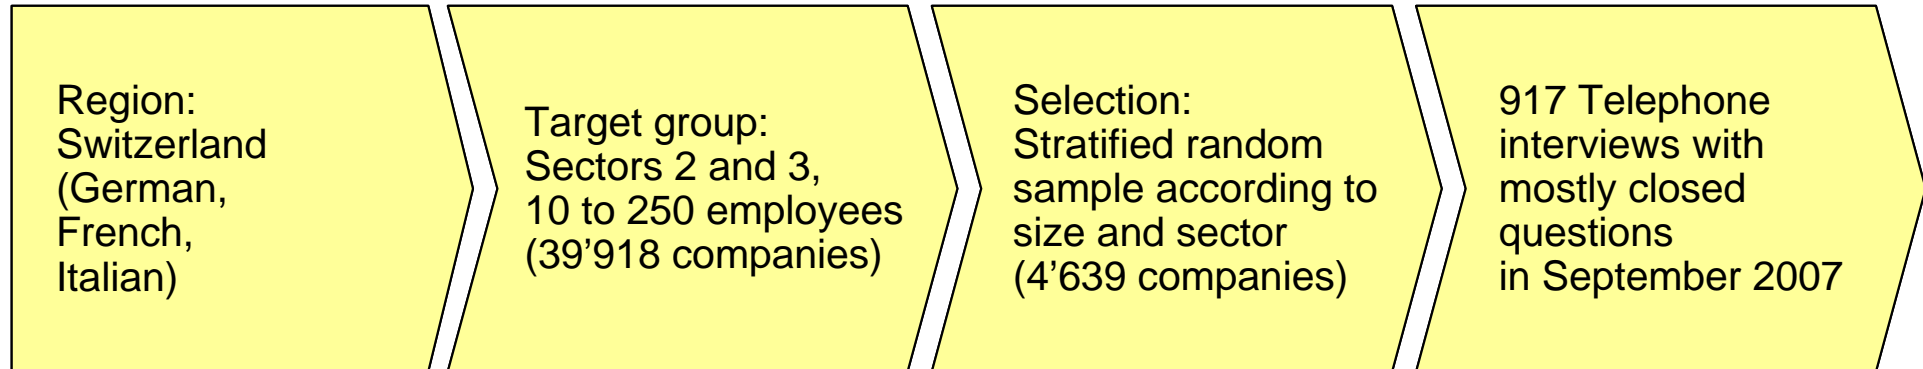 Region:
Switzerland
(German,
French,
Italian)
Target group:
Sectors 2 and 3,
10 to 250 employees
(39’918 companies)
Selection:
Stratified random
sample according to
size and sector
(4’639 companies)
917 Telephone
interviews with
mostly closed
questions
in September 2007